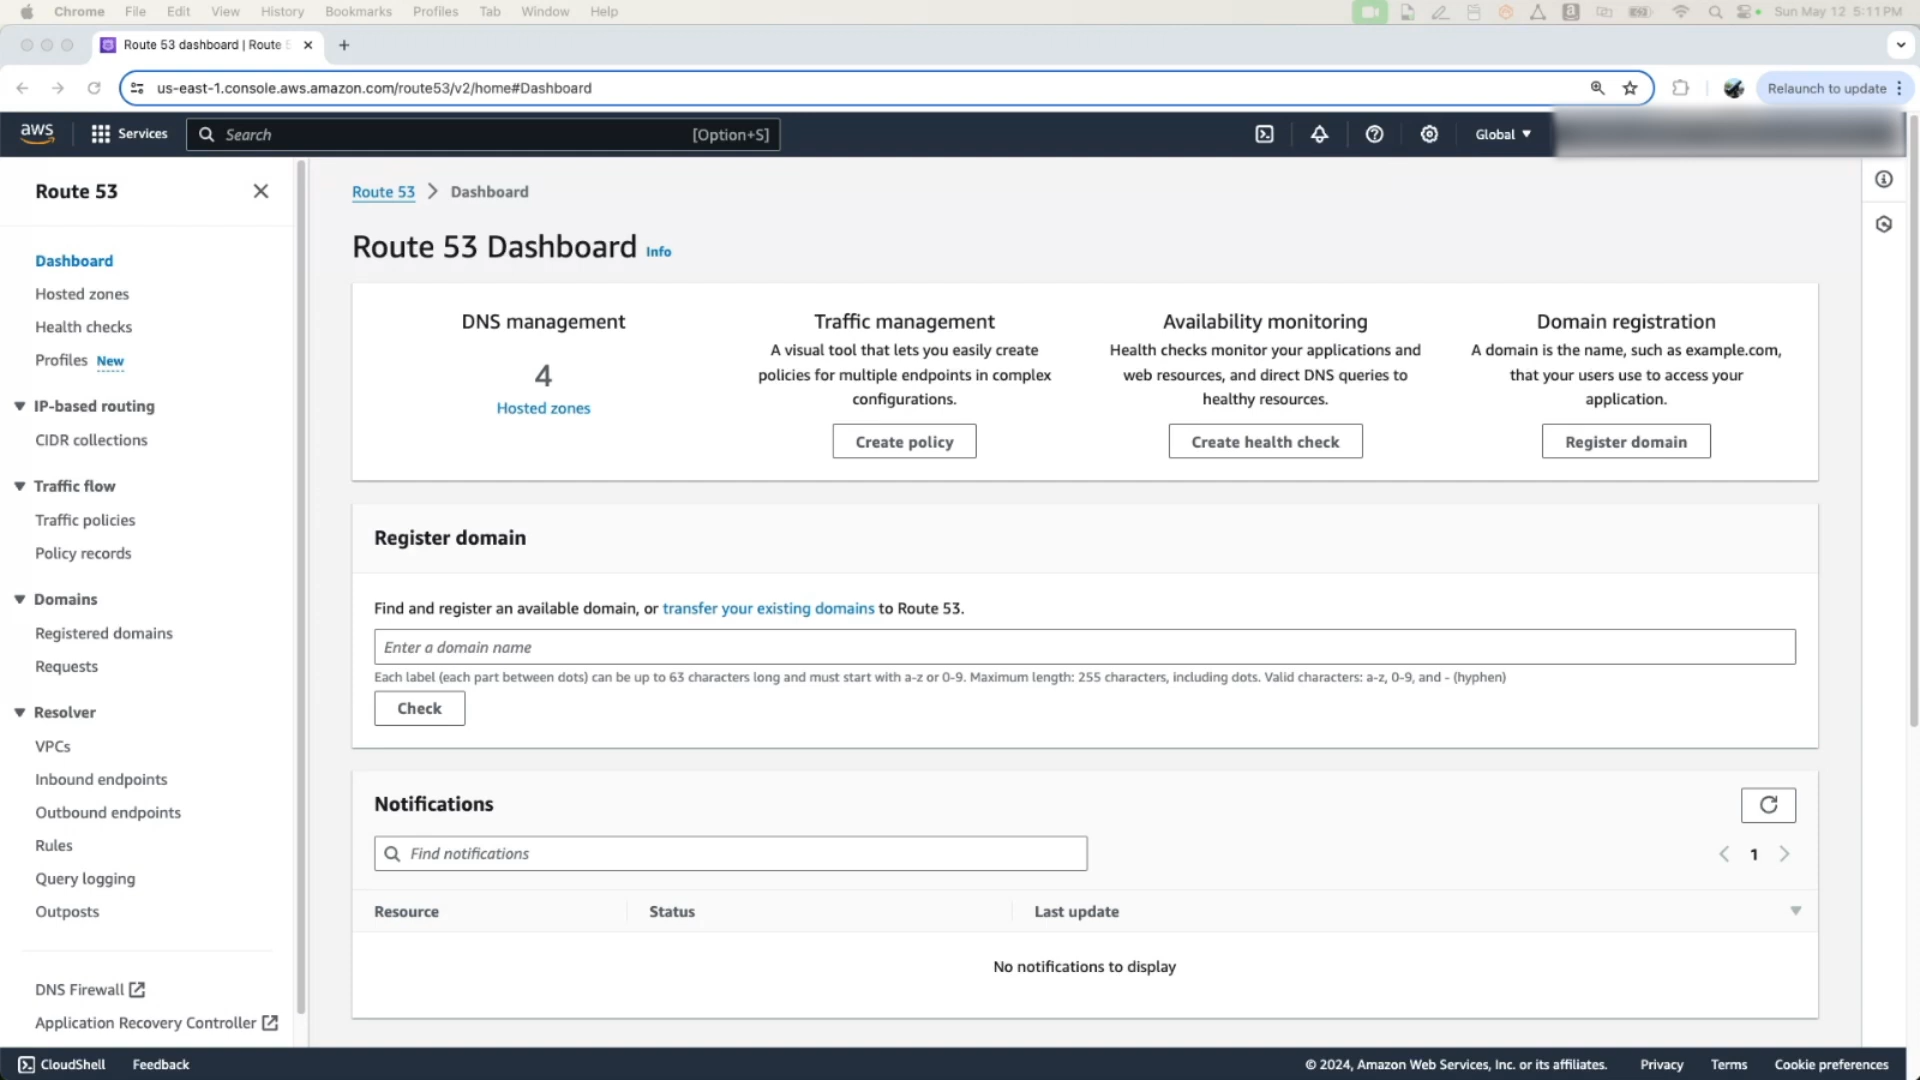 Chrome File Edit View History Bookmarks Profiles Tab Window Help Sun May 12 5:11 PM
Route 53 dashboard | Route 5
us-east-1.console.aws.amazon.com/route53/v2/home#Dashboard
Relaunch to update
aws Services Search [Option+S] Global
Route 53
Dashboard
Hosted zones
Health checks
Profiles New
IP-based routing
CIDR collections
Traffic flow
Traffic policies
Policy records
Domains
Registered domains
Requests
Resolver
VPCs
Inbound endpoints
Outbound endpoints
Rules
Query logging
Outposts
DNS Firewall
Application Recovery Controller
Route 53 > Dashboard
Route 53 Dashboard Info
DNS management
4
Hosted zones
Traffic management
A visual tool that lets you easily create
policies for multiple endpoints in complex
configurations.
Create policy
Availability monitoring
Health checks monitor your applications and
web resources, and direct DNS queries to
healthy resources.
Create health check
Domain registration
A domain is the name, such as example.com,
that your users use to access your
application.
Register domain
Register domain
Find and register an available domain, or transfer your existing domains to Route 53.
Enter a domain name
Each label (each part between dots) can be up to 63 characters long and must start with a-z or 0-9. Maximum length: 255 characters, including dots. Valid characters: a-z, 0-9, and - (hyphen)
Check
Notifications
Find notifications
1
Resource Status Last update
No notifications to display
CloudShell Feedback © 2024, Amazon Web Services, Inc. or its affiliates. Privacy Terms Cookie preferences